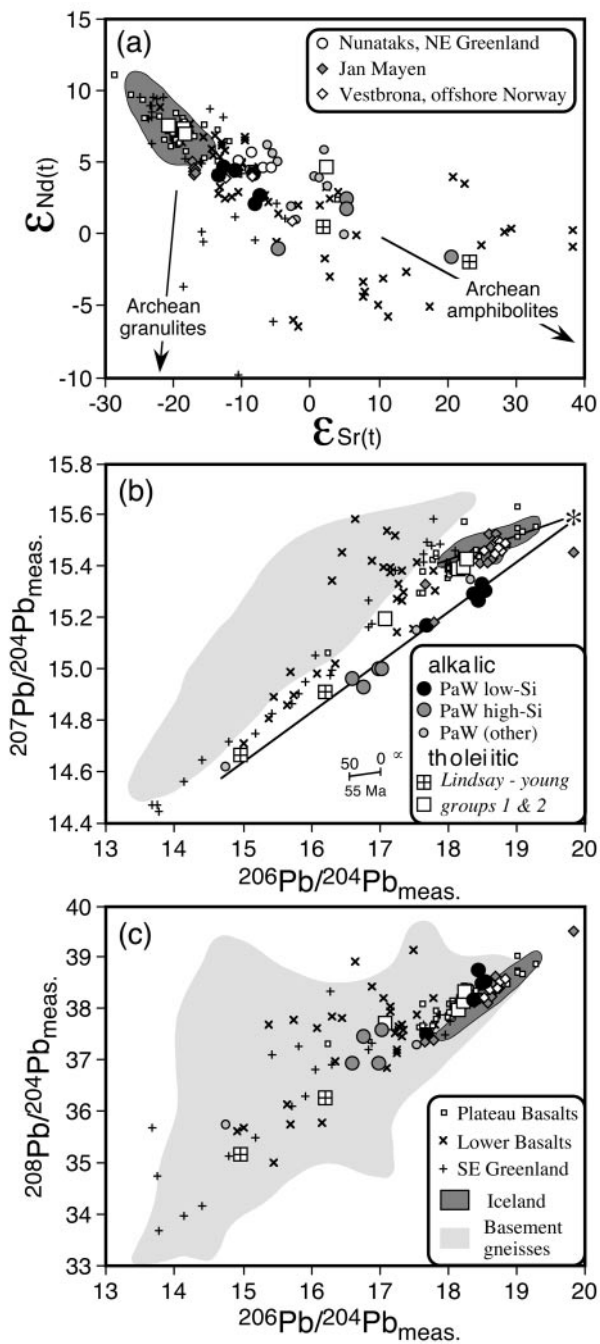 (a)
Nunataks, NE Greenland
Jan Mayen
Vestbrona, offshore Norway
15
10
5
0
-5
-10
εNd(t)
Archean
granulites
Archean
amphibolites
-30 -20 -10 0 10 20 30 40
εSr(t)
(b)
15.8
15.6
15.4
15.2
15.0
14.8
14.6
14.4
207Pb/204Pbmeas.
*
alkalic
PaW low-Si
PaW high-Si
PaW (other)
tholeiitic
Lindsay - young
groups 1 & 2
50 0 ∝
55 Ma
13 14 15 16 17 18 19 20
206Pb/204Pbmeas.
(c)
40
39
38
37
36
35
34
33
208Pb/204Pbmeas.
Plateau Basalts
Lower Basalts
SE Greenland
Iceland
Basement
gneisses
13 14 15 16 17 18 19 20
206Pb/204Pbmeas.